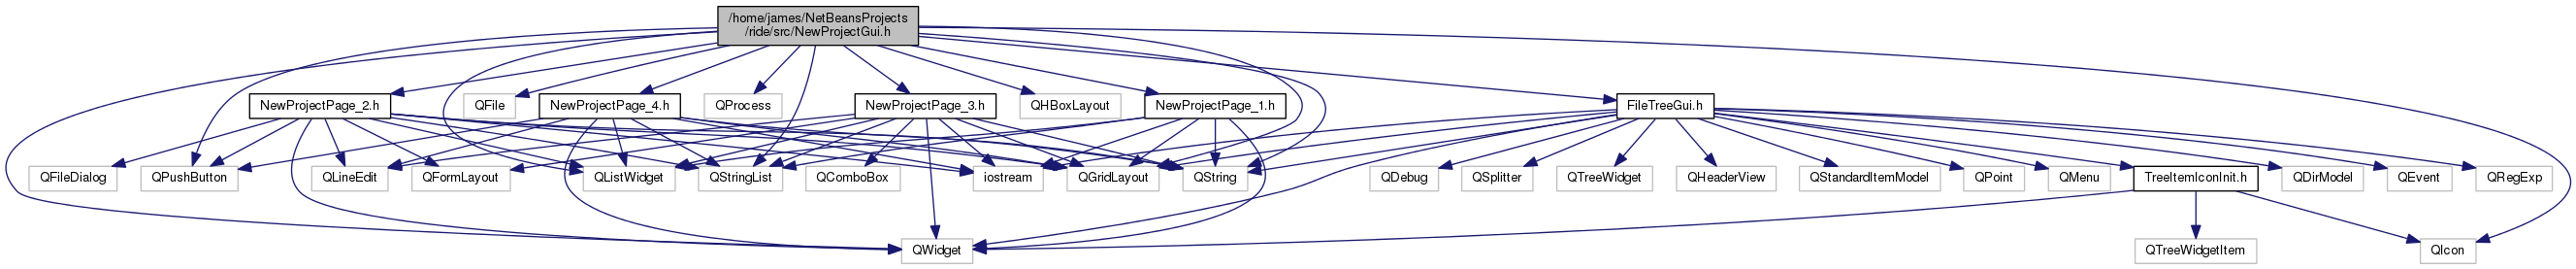 /home/james/NetBeansProjects
/ride/src/NewProjectGui.h
NewProjectPage_2.h
QFile
NewProjectPage_4.h
QProcess
NewProjectPage_3.h
QHBoxLayout
NewProjectPage_1.h
FileTreeGui.h
QFileDialog
QPushButton
QLineEdit
QFormLayout
QListWidget
QStringList
QComboBox
iostream
QGridLayout
QString
QDebug
QSplitter
QTreeWidget
QHeaderView
QStandardItemModel
QPoint
QMenu
TreeItemIconInit.h
QDirModel
QEvent
QRegExp
QWidget
QTreeWidgetItem
QIcon